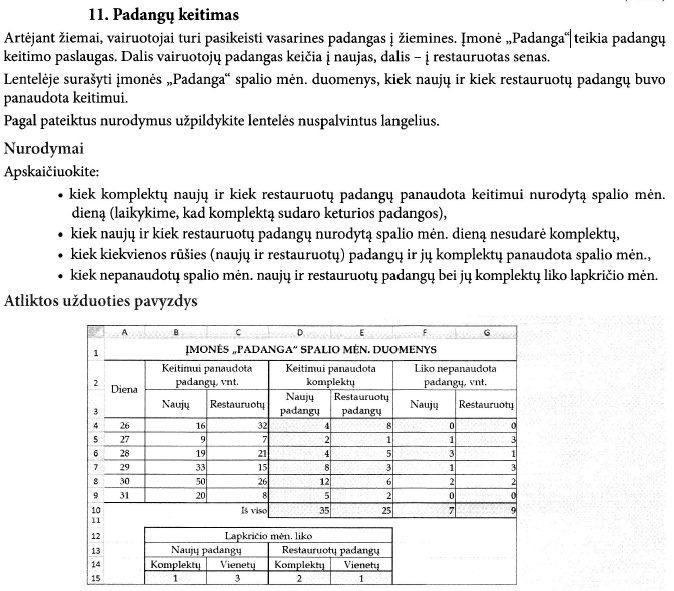 11. Padangų keitimas
Artėjant žiemai, vairuotojai turi pasikeisti vasarines padangas į žiemines. Įmonė „Padanga“ teikia padangų
keitimo paslaugas. Dalis vairuotojų padangas keičia į naujas, dalis – į restauruotas senas.
Lentelėje surašyti įmonės „Padanga“ spalio mėn. duomenys, kiek naujų ir kiek restauruotų padangų buvo
panaudota keitimui.
Pagal pateiktus nurodymus užpildykite lentelės nuspalvintus langelius.
Nurodymai
Apskaičiuokite:
• kiek komplektų naujų ir kiek restauruotų padangų panaudota keitimui nurodytą spalio mėn.
dieną (laikykime, kad komplektą sudaro keturios padangos),
• kiek naujų ir kiek restauruotų padangų nurodytą spalio mėn. dieną nesudarė komplektų,
• kiek kiekvienos rūšies (naujų ir restauruotų) padangų ir jų komplektų panaudota spalio mėn.,
• kiek nepanaudotų spalio mėn. naujų ir restauruotų padangų bei jų komplektų liko lapkričio mėn.
Atliktos užduoties pavyzdys
A B C D E F G
1 ĮMONĖS „PADANGA“ SPALIO MĖN. DUOMENYS
2 Diena Keitimui panaudota padangų, vnt. Keitimui panaudota komplektų Liko nepanaudota padangų, vnt.
3 Naujų Restauruotų Naujų padangų Restauruotų padangų Naujų Restauruotų
4 26 16 32 4 8 0 0
5 27 9 7 2 1 1 3
6 28 19 21 4 5 3 1
7 29 33 15 8 3 1 3
8 30 50 26 12 6 2 2
9 31 20 8 5 2 0 0
10 Iš viso 35 25 7 9
11
12 Lapkričio mėn. liko
13 Naujų padangų Restauruotų padangų
14 Komplektų Vienetų Komplektų Vienetų
15 1 3 2 1